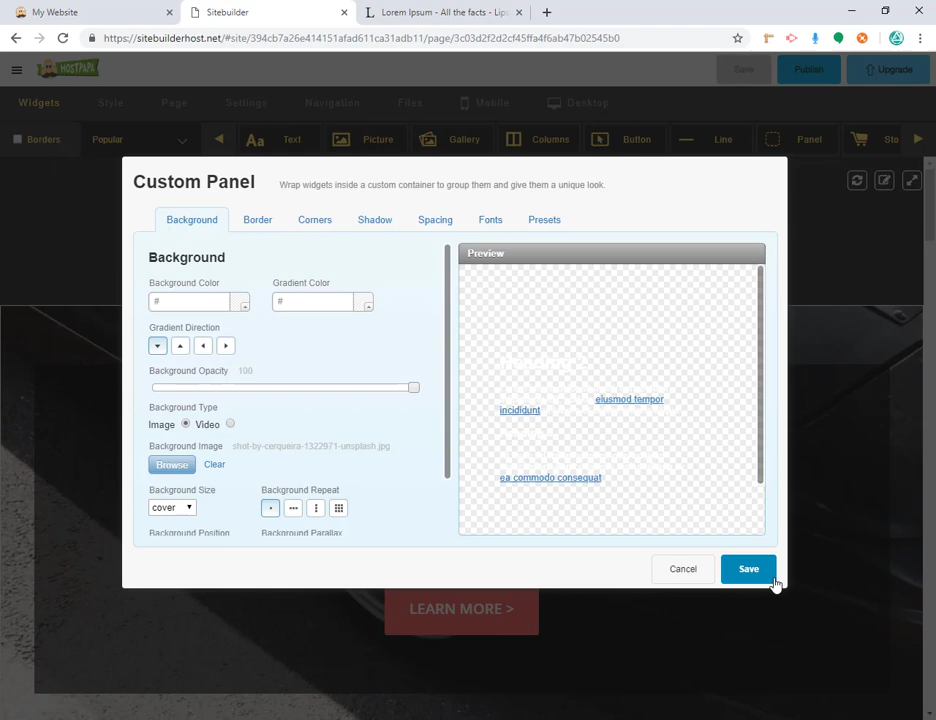 My Website
Sitebuilder
Lorem Ipsum - All the facts - Lips
https://sitebuilderhost.net/#site/394cb7a26e414151afad611ca31adb11/page/3c03d2f2d2cf45ffa4f6ab47b02545b0
HOSTPAPA
Save
Publish
Upgrade
Widgets
Style
Page
Settings
Navigation
Files
Mobile
Desktop
Borders
Popular
Aa Text
Picture
Gallery
Columns
Button
Line
Panel
Sto
Custom Panel
Wrap widgets inside a custom container to group them and give them a unique look.
Background
Border
Corners
Shadow
Spacing
Fonts
Presets
Background
Background Color
Gradient Color
#
#
Gradient Direction
Background Opacity 100
Background Type
Image
Video
Background Image shot-by-cerqueira-1322971-unsplash.jpg
Browse
Clear
Background Size
Background Repeat
cover
Background Position
Background Parallax
Preview
eiusmod tempor
incididunt
ea commodo consequat
Cancel
Save
LEARN MORE >